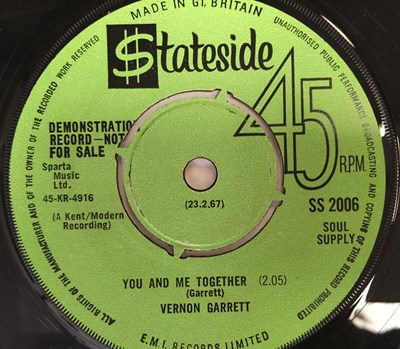 MADE IN GT. BRITAIN
ALL RIGHTS OF THE MANUFACTURER AND OF THE OWNER OF THE RECORDED WORK RESERVED
UNAUTHORISED PUBLIC PERFORMANCE BROADCASTING AND COPYING OF THIS RECORD PROHIBITED
$tateside
45
R.P.M.
DEMONSTRATION
RECORD—NOT
FOR SALE
Sparta
Music
Ltd.
45-KR-4916
(A Kent/Modern
Recording)
(23.2.67)
SS 2006
SOUL
SUPPLY
YOU AND ME TOGETHER (2.05)
(Garrett)
VERNON GARRETT
E.M.I. RECORDS LIMITED